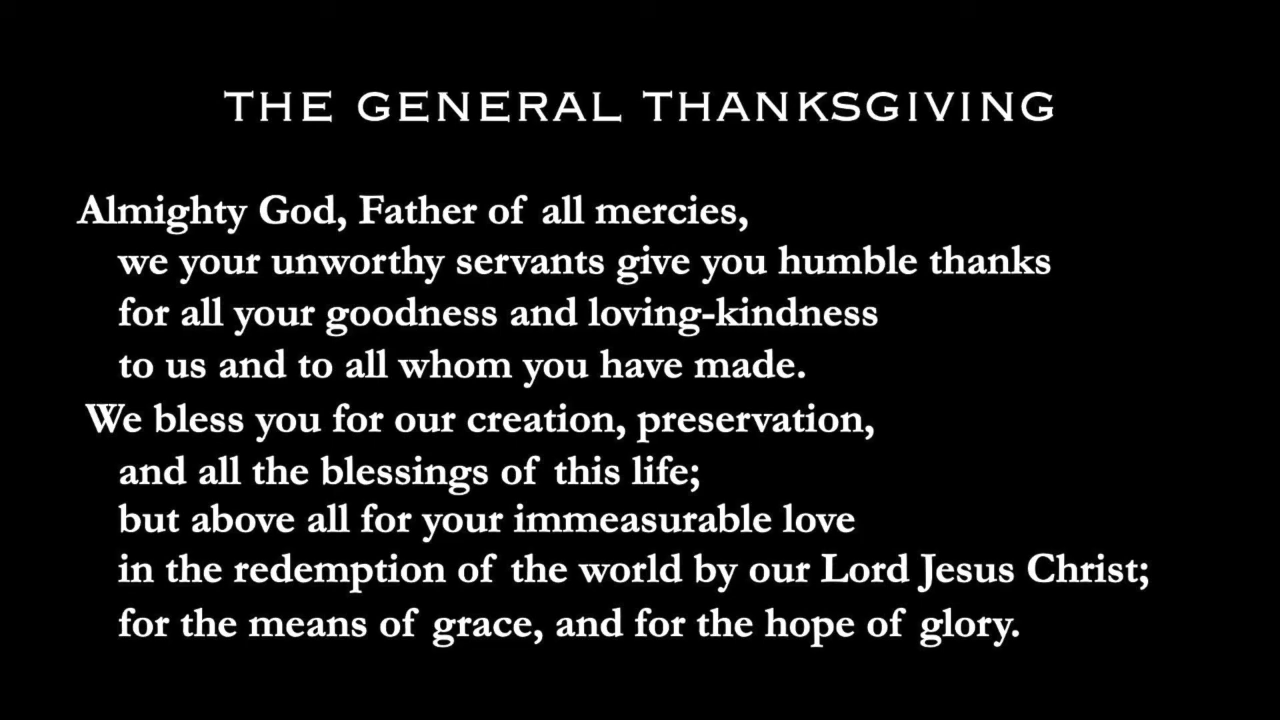 THE GENERAL THANKSGIVING
Almighty God, Father of all mercies,
we your unworthy servants give you humble thanks
for all your goodness and loving-kindness
to us and to all whom you have made.
We bless you for our creation, preservation,
and all the blessings of this life;
but above all for your immeasurable love
in the redemption of the world by our Lord Jesus Christ;
for the means of grace, and for the hope of glory.